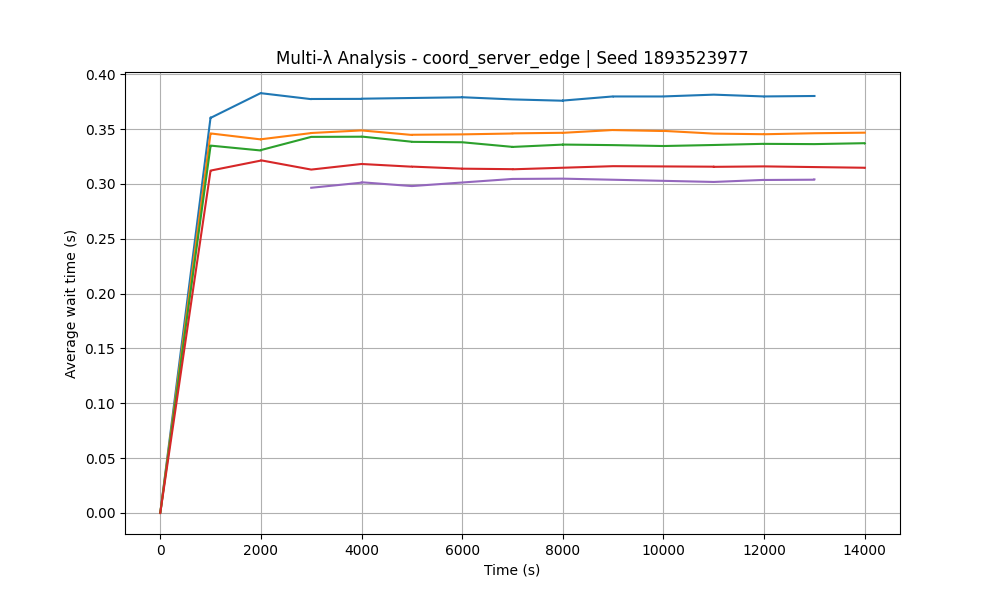 Multi-λ Analysis - coord_server_edge | Seed 1893523977
Average wait time (s)
0.40
0.35
0.30
0.25
0.20
0.15
0.10
0.05
0.00
0 2000 4000 6000 8000 10000 12000 14000
Time (s)